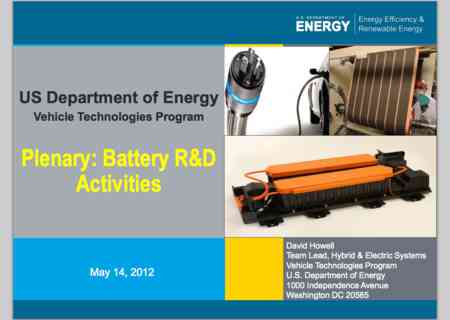 U.S. DEPARTMENT OF
ENERGY
Energy Efficiency &
Renewable Energy
US Department of Energy
Vehicle Technologies Program
Plenary: Battery R&D
Activities
May 14, 2012
David Howell
Team Lead, Hybrid & Electric Systems
Vehicle Technologies Program
U.S. Department of Energy
1000 Independence Avenue
Washington DC 20585